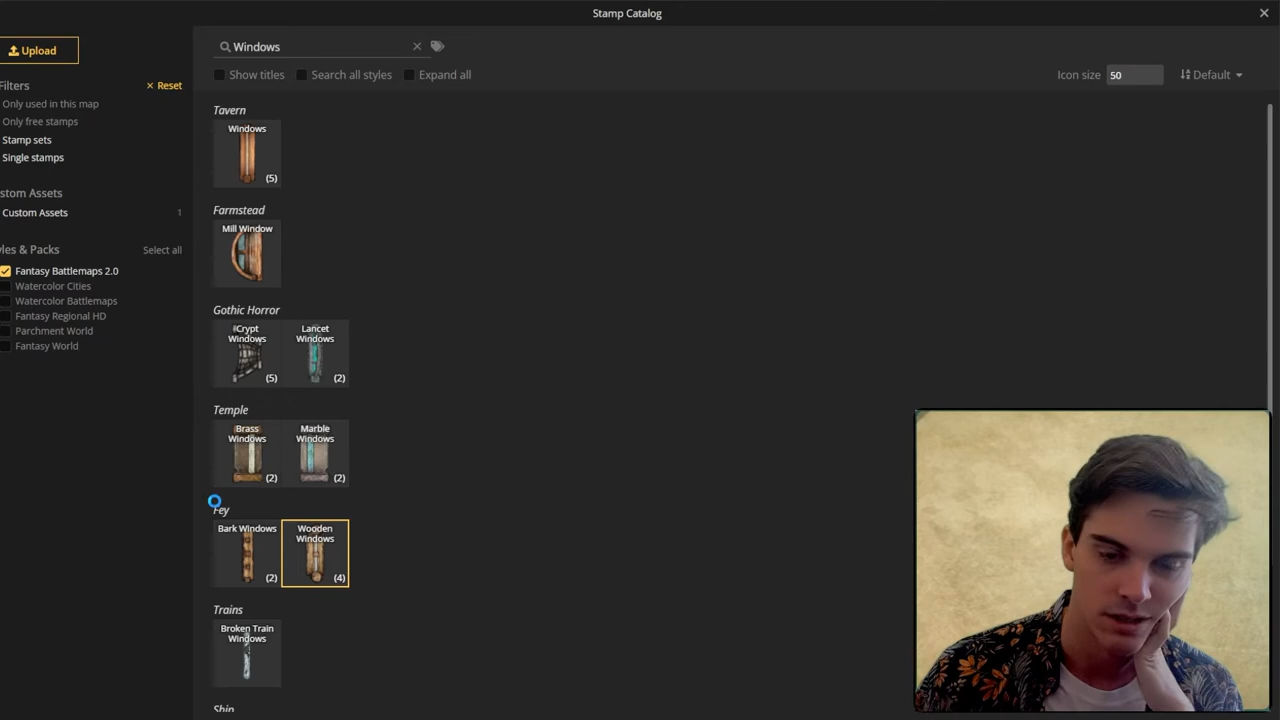 Stamp Catalog
Upload
Windows
Show titles
Search all styles
Expand all
Icon size
50
Default
Filters
Reset
Only used in this map
Only free stamps
Stamp sets
Single stamps
stom Assets
Custom Assets
1
yles & Packs
Select all
Fantasy Battlemaps 2.0
Watercolor Cities
Watercolor Battlemaps
Fantasy Regional HD
Parchment World
Fantasy World
Tavern
Windows
(5)
Farmstead
Mill Window
Gothic Horror
Crypt
Windows
(5)
Lancet
Windows
(2)
Temple
Brass
Windows
(2)
Marble
Windows
(2)
Fey
Bark Windows
(2)
Wooden
Windows
(4)
Trains
Broken Train
Windows
Ship